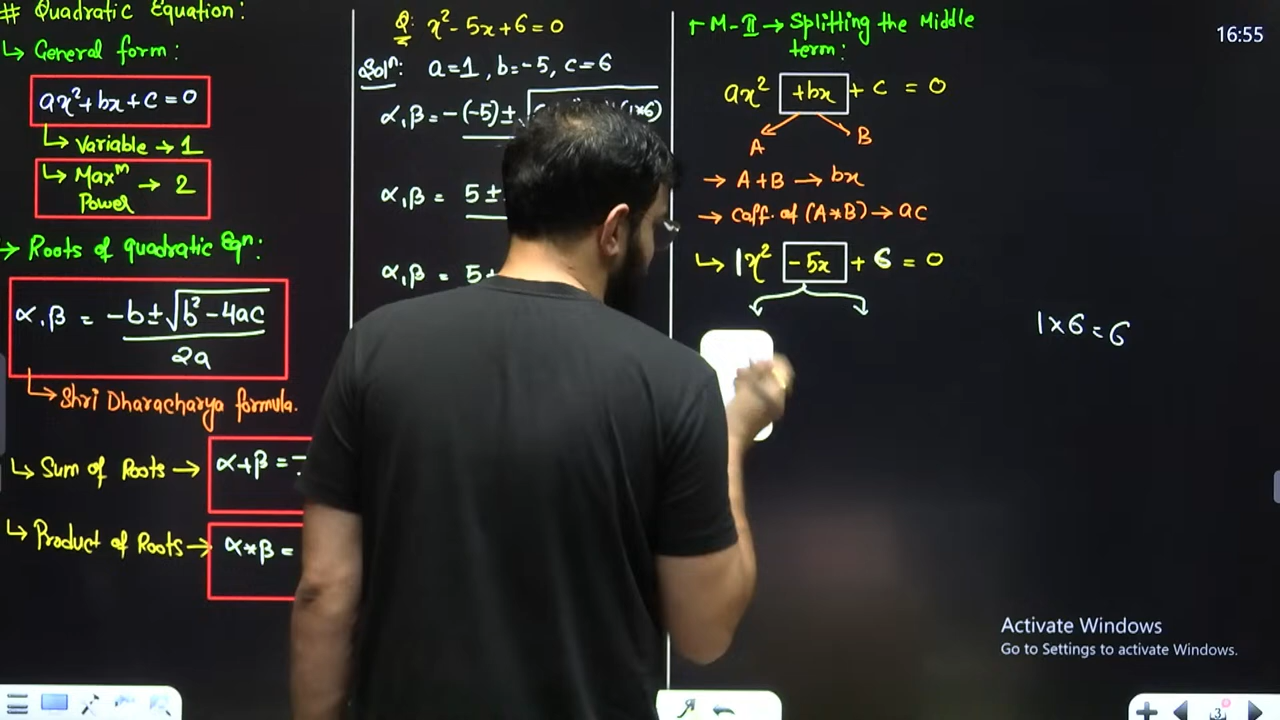 # Quadratic Equation:
↳ General form:
ax²+bx+c=0
↳ Variable → 1
↳ Maxᵐ Power → 2
→ Roots of quadratic Eqⁿ:
α,β = -b±√b²-4ac
2a
↳ Shri Dharacharya formula.
↳ Sum of Roots → α+β =
↳ Product of Roots → α*β =
Q: x²-5x+6=0
Solⁿ: a=1, b=-5, c=6
α,β = -(-5)±√
α,β = 5±
α,β = 5
M-II → Splitting the Middle
term:
ax² +bx + c = 0
A B
→ A+B → bx
→ Coff. of (A*B) → ac
↳ 1x² -5x + 6 = 0
1×6=6
16:55
Activate Windows
Go to Settings to activate Windows.
3